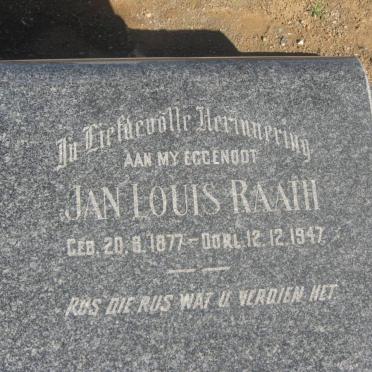 In Liefdevolle Herinnering
AAN MY EGGENOOT
JAN LOUIS RAATH
GEB. 20.8.1877 – OORL. 12.12.1947
RUS DIE RUS WAT U VERDIEN HET